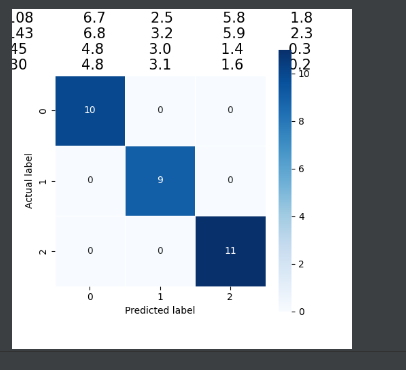 .08 6.7 2.5 5.8 1.8
.43 6.8 3.2 5.9 2.3
45 4.8 3.0 1.4 0.3
30 4.8 3.1 1.6 0.2
10
0 10 0 0
8
Actual label
1 0 9 0
6
4
2 0 0 11
2
0 1 2 0
Predicted label